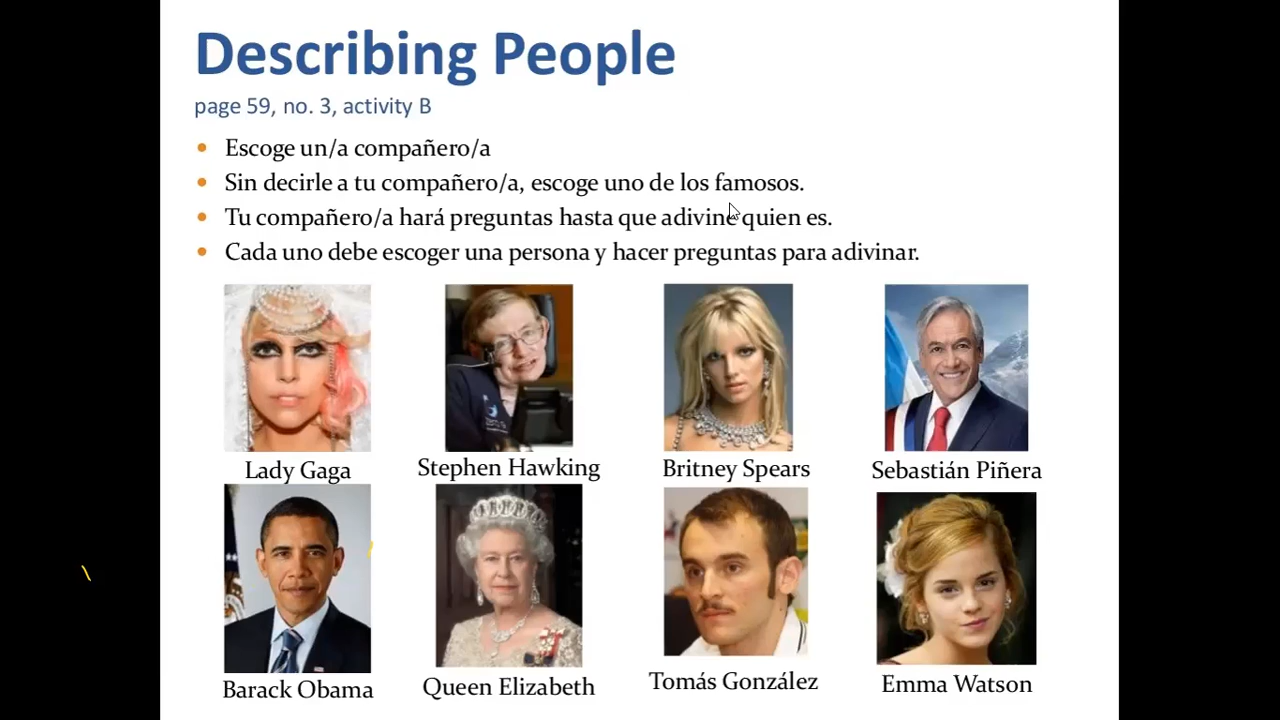 Describing People
page 59, no. 3, activity B
• Escoge un/a compañero/a
• Sin decirle a tu compañero/a, escoge uno de los famosos.
• Tu compañero/a hará preguntas hasta que adivine quien es.
• Cada uno debe escoger una persona y hacer preguntas para adivinar.
Lady Gaga
Stephen Hawking
Britney Spears
Sebastián Piñera
Barack Obama
Queen Elizabeth
Tomás González
Emma Watson